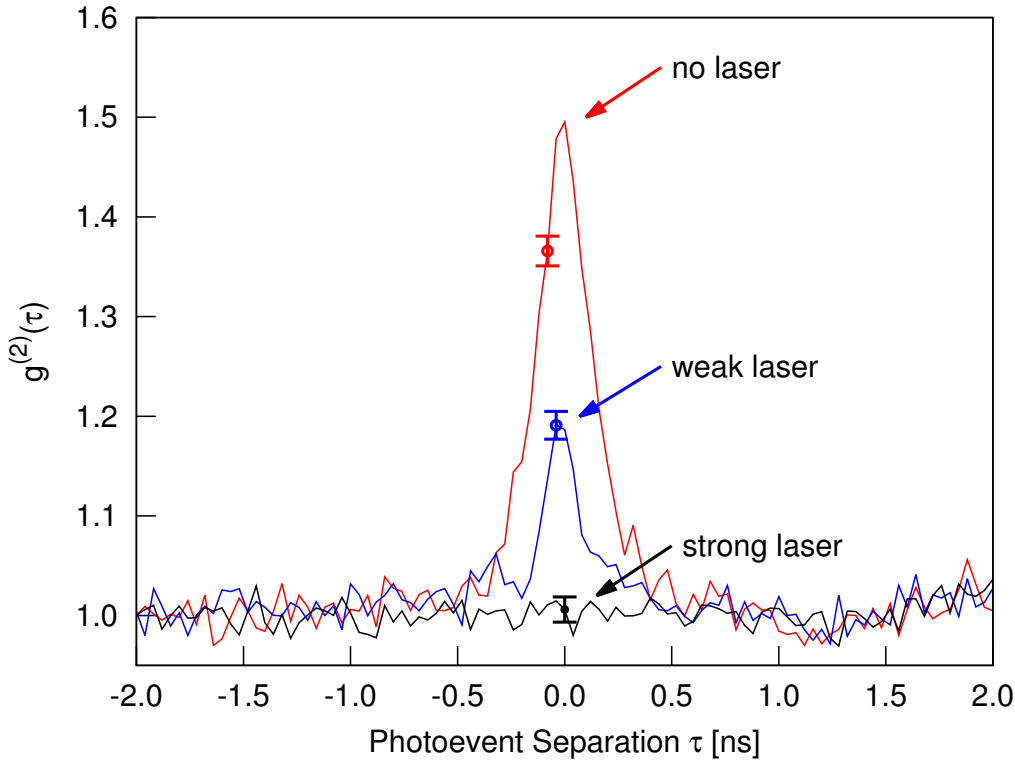 1.6
1.5
1.4
1.3
1.2
1.1
1.0
g(2)(τ)
no laser
weak laser
strong laser
-2.0 -1.5 -1.0 -0.5 0.0 0.5 1.0 1.5 2.0
Photoevent Separation τ [ns]